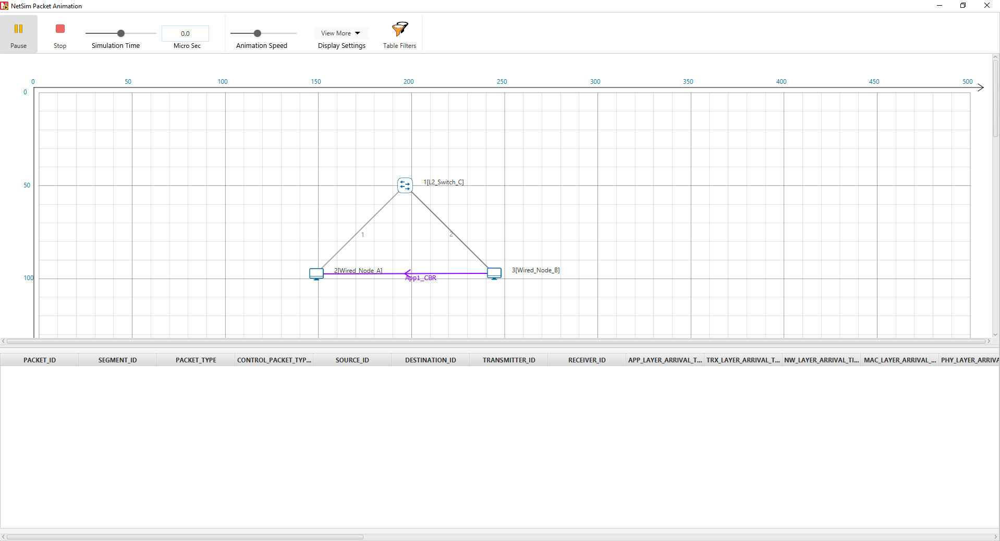 NetSim Packet Animation
Pause
Stop
Simulation Time
0.0
Micro Sec
Animation Speed
View More
Display Settings
Table Filters
0 50 100 150 200 250 300 350 400 450 500
0
50
100
1[L2_Switch_C]
1
2
2[Wired_Node_A]
App1_CBR
3[Wired_Node_B]
PACKET_ID SEGMENT_ID PACKET_TYPE CONTROL_PACKET_TYP... SOURCE_ID DESTINATION_ID TRANSMITTER_ID RECEIVER_ID APP_LAYER_ARRIVAL_T... TRX_LAYER_ARRIVAL_T... NW_LAYER_ARRIVAL_TI... MAC_LAYER_ARRIVAL_... PHY_LAYER_ARRIVA